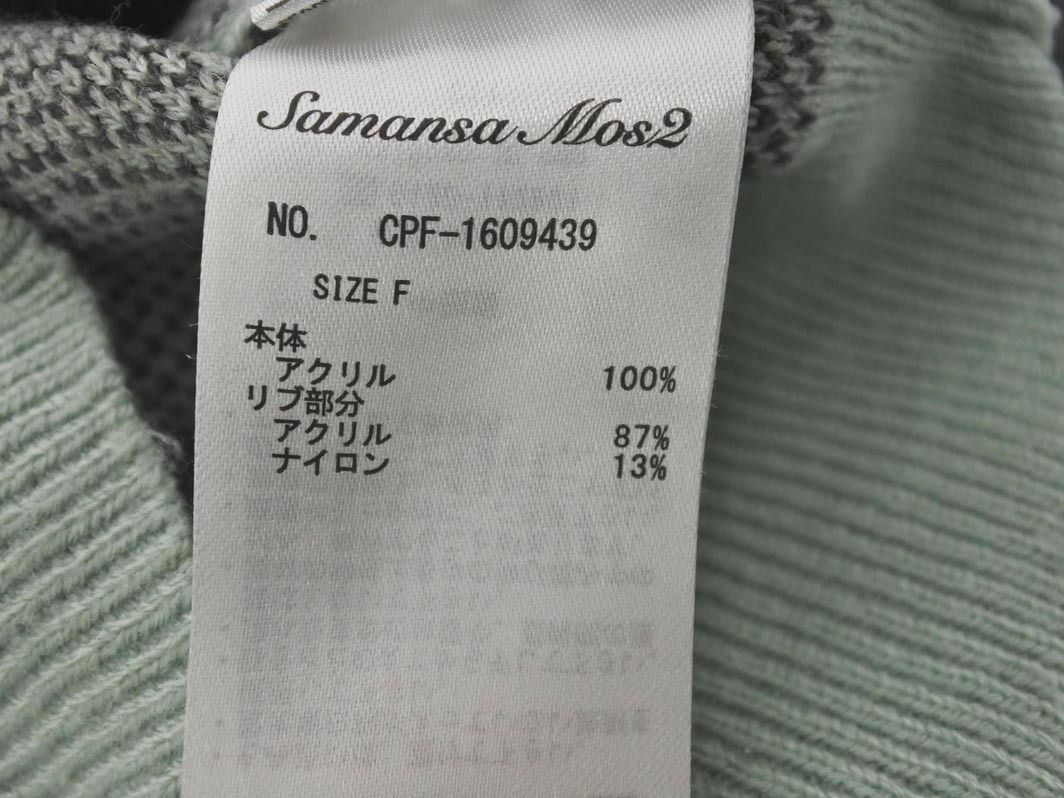 Samansa Mos2
NO. CPF-1609439
SIZE F
本体
アクリル 100%
リブ部分
アクリル 87%
ナイロン 13%